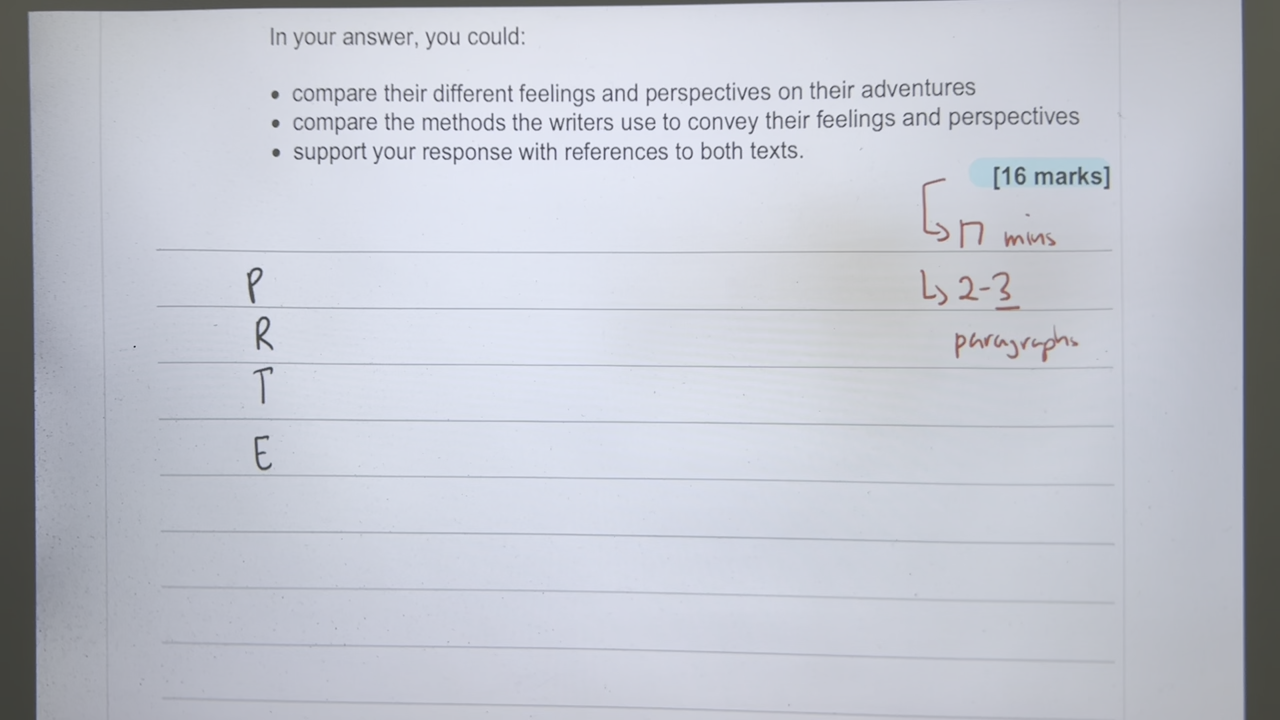 In your answer, you could:
• compare their different feelings and perspectives on their adventures
• compare the methods the writers use to convey their feelings and perspectives
• support your response with references to both texts.
[16 marks]
↳ 17 mins
P
↳ 2-3
R
paragraphs
T
E